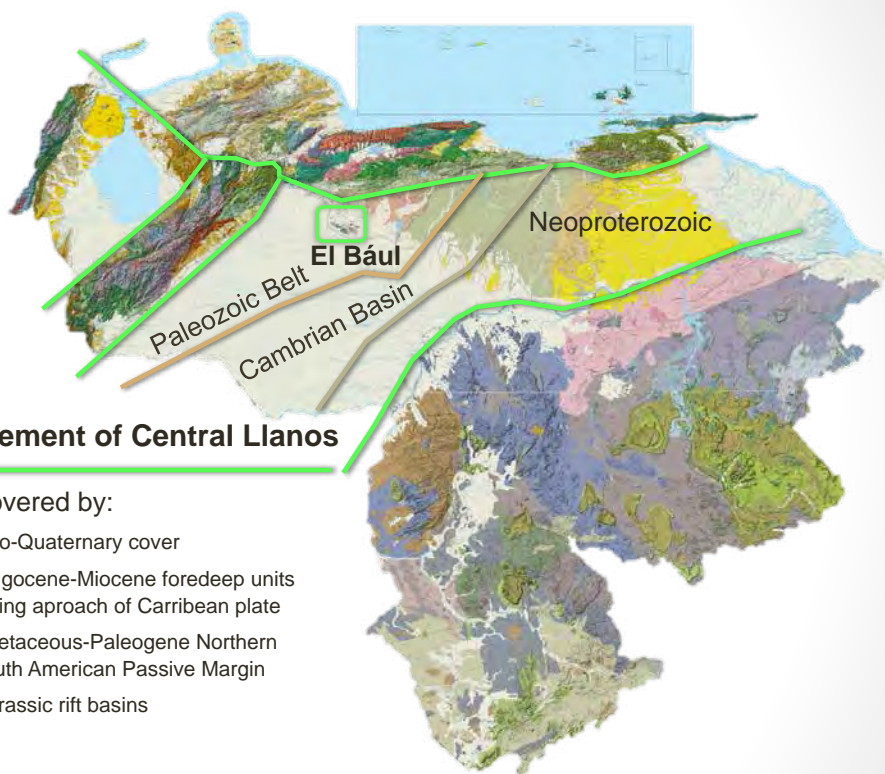 Neoproterozoic
El Bául
Paleozoic Belt
Cambrian Basin
ement of Central Llanos
overed by:
o-Quaternary cover
gocene-Miocene foredeep units
ing aproach of Carribean plate
etaceous-Paleogene Northern
uth American Passive Margin
rassic rift basins